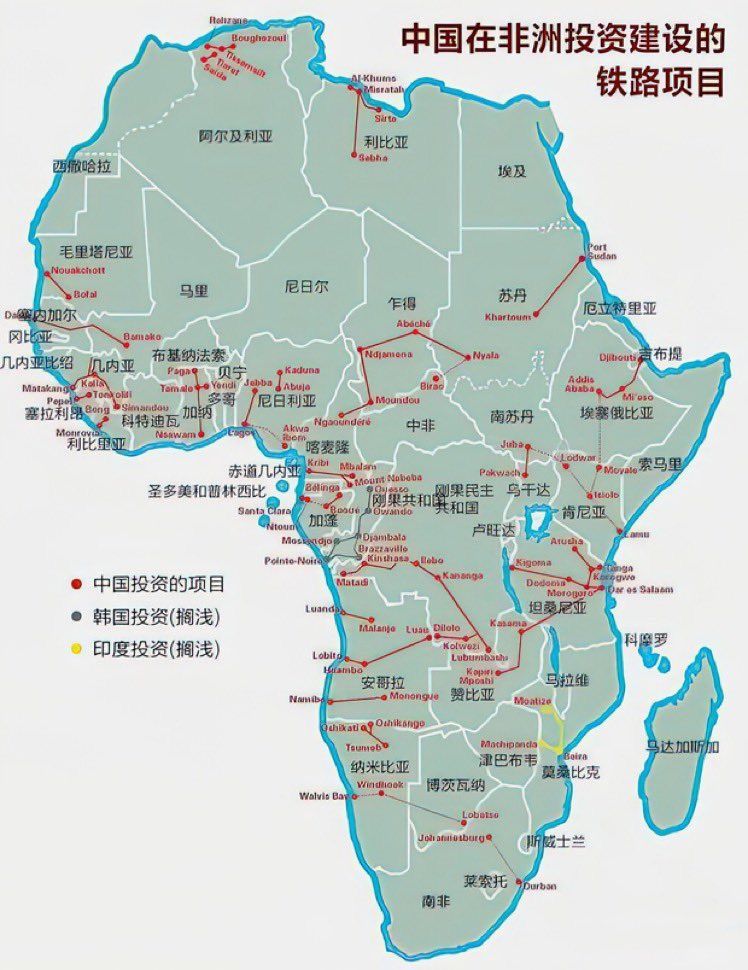 中国在非洲投资建设的
铁路项目
Relizane
Boughezoul
Tissemsilt
Tiaret
Saida
Al-Khums
Misratah
Sirte
阿尔及利亚
利比亚
Sabha
埃及
西撒哈拉
毛里塔尼亚
Nouakchott
Bofal
马里
尼日尔
乍得
苏丹
Port
Sudan
Khartoum
厄立特里亚
塞内加尔
冈比亚
Bamako
几内亚比绍
几内亚
布基纳法索
贝宁
多哥
Abéché
Ndjamena
Nyala
Birao
Djibouti
吉布提
Addis
Ababa
Mi'eso
埃塞俄比亚
Matakang
Kalia
Pepel
Tonkolili
Simandou
塞拉利昂
Bong
Monrovia
利比里亚
科特迪瓦
Paga
Tamale
Yendi
加纳
Nsawam
Jebba
Kaduna
Abuja
尼日利亚
Lagos
Akwa
Ibom
Moundou
Ngaoundéré
中非
南苏丹
喀麦隆
Juba
Lodwar
Moyale
索马里
Pakwach
乌干达
Isiolo
肯尼亚
Lamu
赤道几内亚
Kribi
Mbalam
Mount Nabeba
圣多美和普林西比
Belinga
Ouesso
刚果共和国
Owando
刚果民主
共和国
Santa Clara
Booué
加蓬
Ntoum
卢旺达
Mossendjo
Djambala
Brazzaville
Pointe-Noire
Kinshasa
Ilebo
Matadi
Kananga
Arusha
Kigoma
Tanga
Korogwe
Dodoma
Morogoro
Dar es Salaam
坦桑尼亚
中国投资的项目
韩国投资(搁浅)
印度投资(搁浅)
Luanda
Malanje
Luau
Dilolo
Kolwezi
Kasama
Lubumbashi
科摩罗
Lobito
Huambo
安哥拉
赞比亚
Kapiri
Mposhi
马拉维
Namibe
Menongue
Moatize
Oshikati
Oshikango
Tsumeb
Machipanda
Beira
马达加斯加
纳米比亚
津巴布韦
莫桑比克
博茨瓦纳
Walvis Bay
Windhoek
Lobatse
Johannesburg
斯威士兰
莱索托
Durban
南非